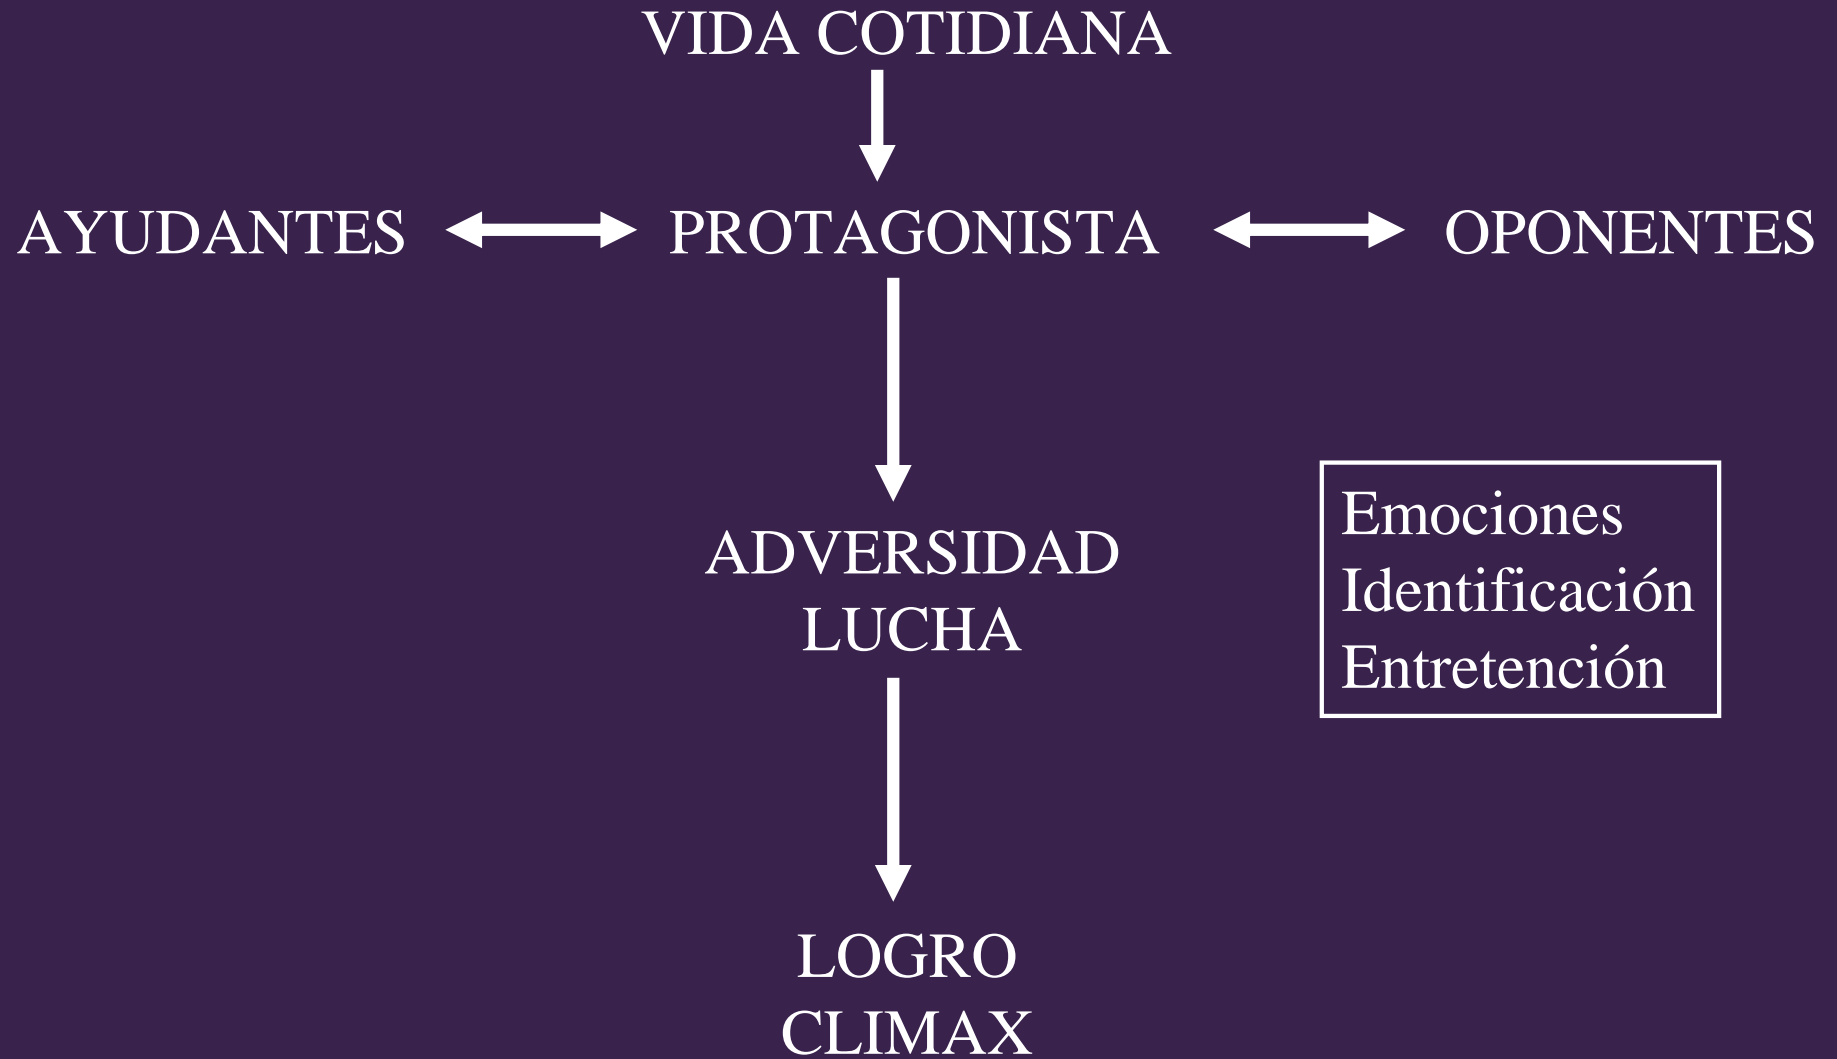 VIDA COTIDIANA
AYUDANTES PROTAGONISTA OPONENTES
ADVERSIDAD
LUCHA
Emociones
Identificación
Entretención
LOGRO
CLIMAX